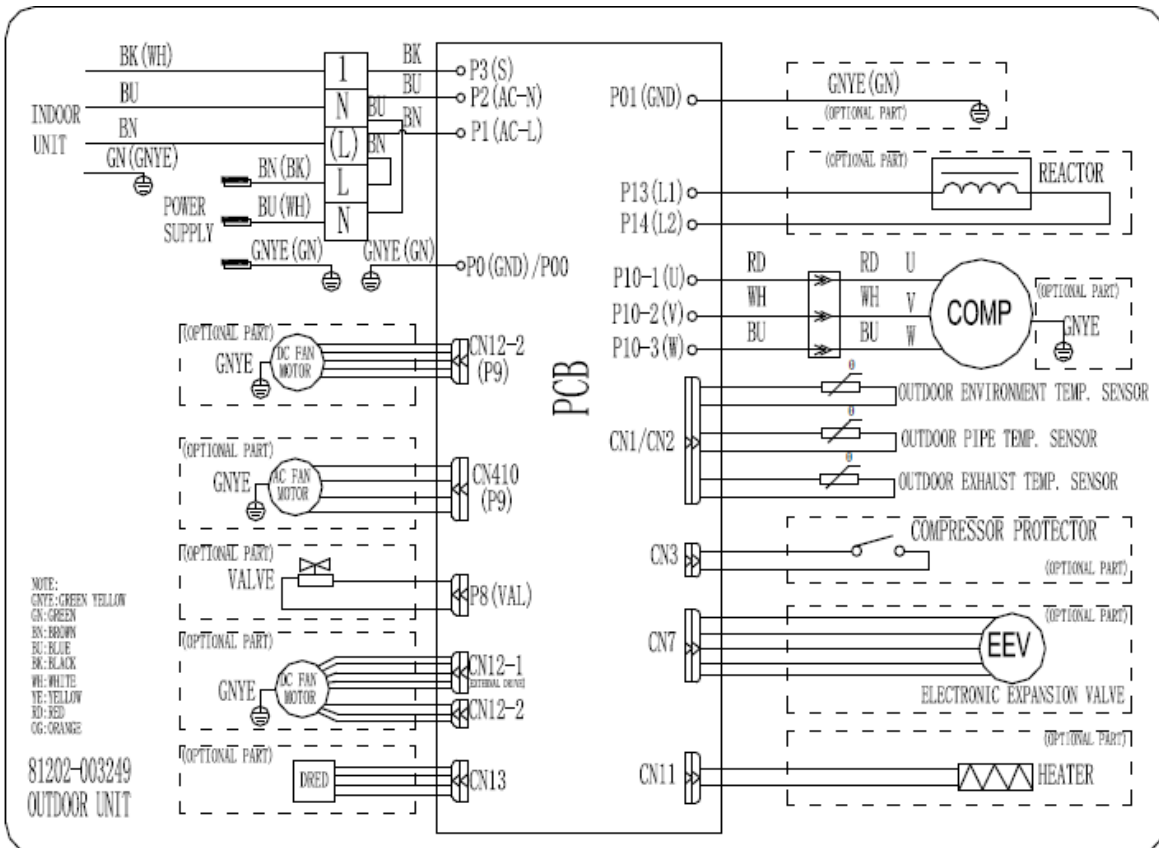 BK(WH)
BU
INDOOR
UNIT
BN
GN(GNYE)
BN(BK)
POWER
SUPPLY
BU(WH)
GNYE(GN)
GNYE(GN)
1
N
(L)
L
N
BK
BU
BU
BN
BN
P3(S)
P2(AC-N)
P1(AC-L)
P0(GND)/P00
(OPTIONAL PART)
GNYE
DC FAN
MOTOR
CN12-2
(P9)
(OPTIONAL PART)
GNYE
AC FAN
MOTOR
CN410
(P9)
(OPTIONAL PART)
VALVE
P8(VAL)
(OPTIONAL PART)
GNYE
DC FAN
MOTOR
CN12-1
[EXTERNAL DRIVE]
CN12-2
(OPTIONAL PART)
DRED
CN13
NOTE:
GNYE:GREEN YELLOW
GN:GREEN
BN:BROWN
BU:BLUE
BK:BLACK
WH:WHITE
YE:YELLOW
RD:RED
OG:ORANGE
81202-003249
OUTDOOR UNIT
PCB
P01(GND)
GNYE(GN)
(OPTIONAL PART)
(OPTIONAL PART)
REACTOR
P13(L1)
P14(L2)
P10-1(U)
RD
RD
U
P10-2(V)
WH
WH
V
P10-3(W)
BU
BU
W
COMP
(OPTIONAL PART)
GNYE
CN1/CN2
θ
OUTDOOR ENVIRONMENT TEMP. SENSOR
θ
OUTDOOR PIPE TEMP. SENSOR
θ
OUTDOOR EXHAUST TEMP. SENSOR
CN3
COMPRESSOR PROTECTOR
(OPTIONAL PART)
CN7
(OPTIONAL PART)
EEV
ELECTRONIC EXPANSION VALVE
(OPTIONAL PART)
CN11
HEATER